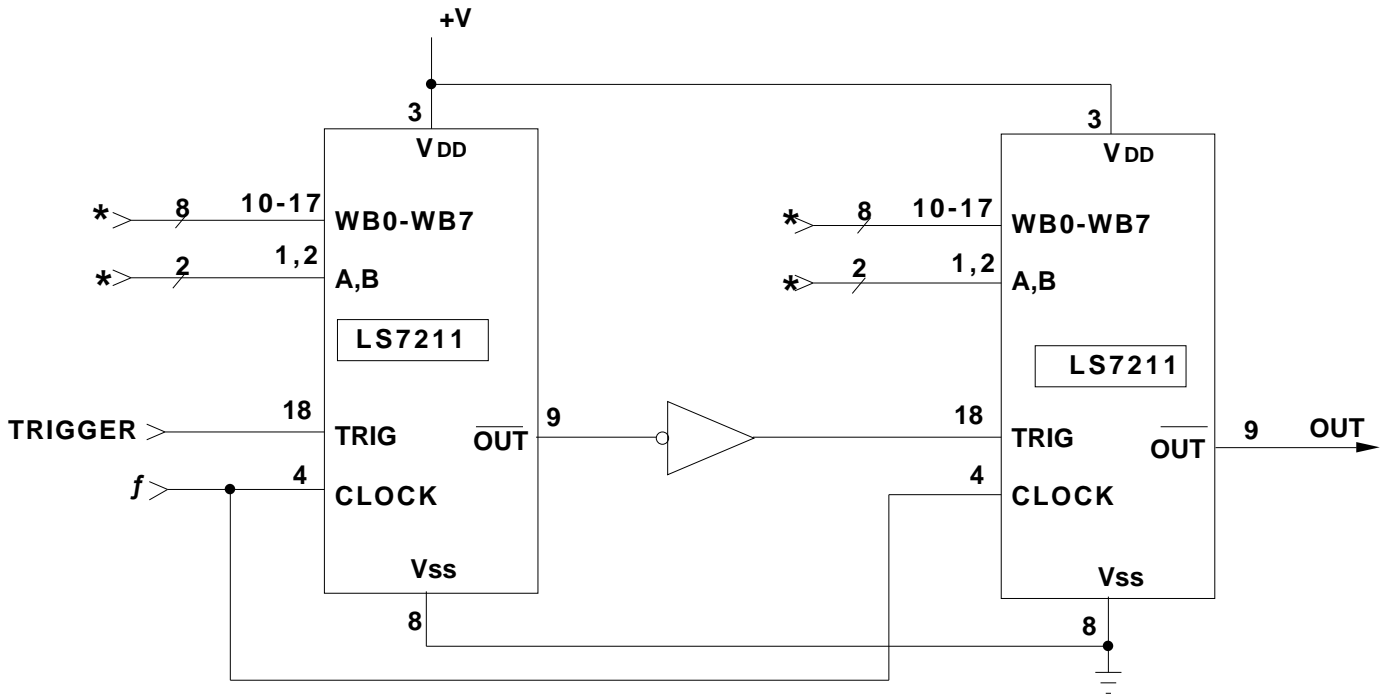 +V
3
VDD
3
VDD
* 8 10-17 WB0-WB7
* 8 10-17 WB0-WB7
* 2 1,2 A,B
* 2 1,2 A,B
LS7211
LS7211
TRIGGER 18 TRIG
OUT 9
18 TRIG
OUT 9 OUT
f 4 CLOCK
4 CLOCK
Vss
8
Vss
8